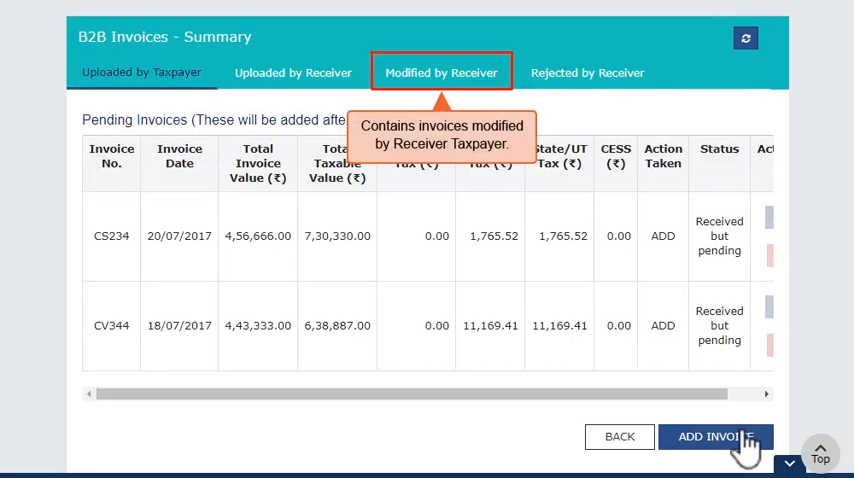 B2B Invoices - Summary
Uploaded by Taxpayer
Uploaded by Receiver
Modified by Receiver
Rejected by Receiver
Contains invoices modified
by Receiver Taxpayer.
Pending Invoices (These will be added
Invoice No.
Invoice Date
Total Invoice Value (₹)
Taxable Value (₹)
Tax (₹)
Tax (₹)
State/UT Tax (₹)
CESS (₹)
Action Taken
Status
CS234
20/07/2017
4,56,666.00
7,30,330.00
0.00
1,765.52
1,765.52
0.00
ADD
Received but pending
CV344
18/07/2017
4,43,333.00
6,38,887.00
0.00
11,169.41
11,169.41
0.00
ADD
Received but pending
BACK
ADD INVOICE
Top